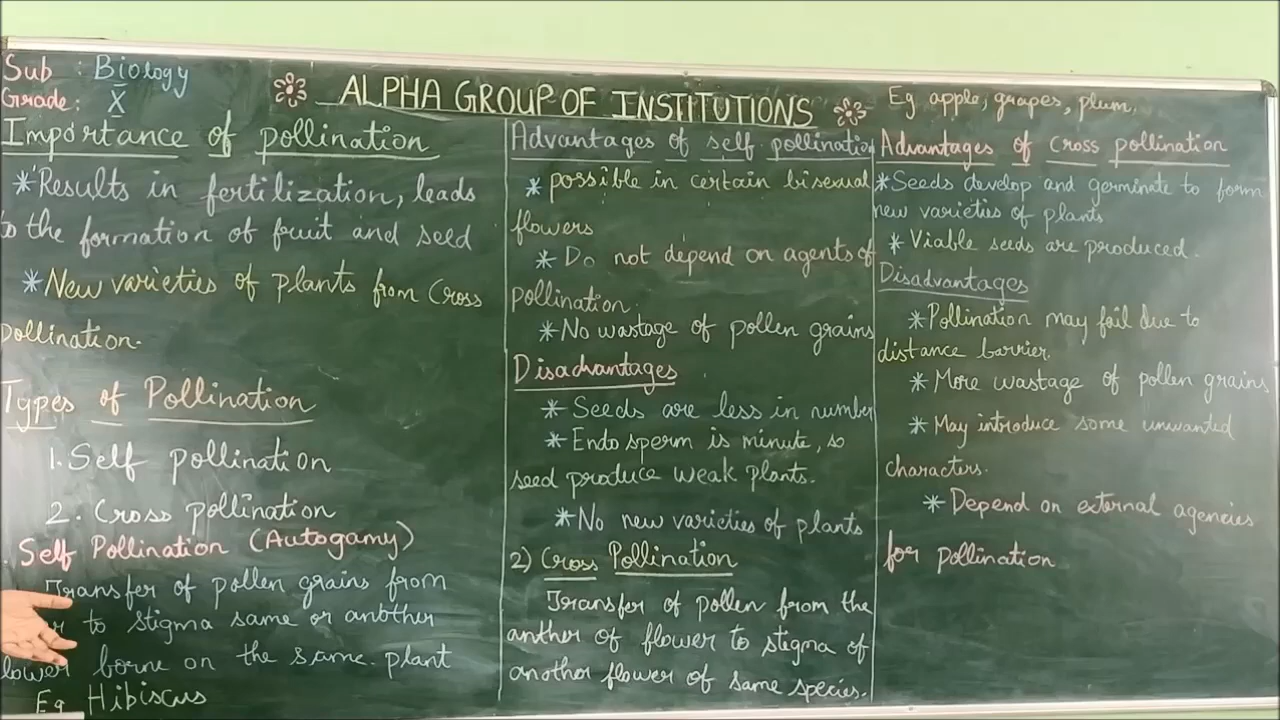 Sub : Biology
Grade: X
ALPHA GROUP OF INSTITUTIONS
Importance of pollination
* Results in fertilization, leads
to the formation of fruit and seed
* New varieties of plants from Cross
pollination.
Types of Pollination
1. Self pollination
2. Cross pollination
. Self Pollination (Autogamy)
Transfer of pollen grains from
to stigma same or another
lower borne on the same plant
Eg Hibiscus
Advantages of self pollination
* possible in certain bisexual
flowers
* Do not depend on agents of
pollination.
* No wastage of pollen grains
Disadvantages
* Seeds are less in number
* Endo sperm is minute, so
seed produce weak plants.
* No new varieties of plants
2) Cross Pollination
Transfer of pollen from the
anther of flower to stigma of
another flower of same species.
Eg apple, grapes, plum.
Advantages of Cross pollination
* Seeds develop and germinate to form
new varieties of plants
* Viable seeds are produced.
Disadvantages
* Pollination may fail due to
distance barrier.
* More wastage of pollen grains
* May introduce some unwanted
characters.
* Depend on external agencies
for pollination